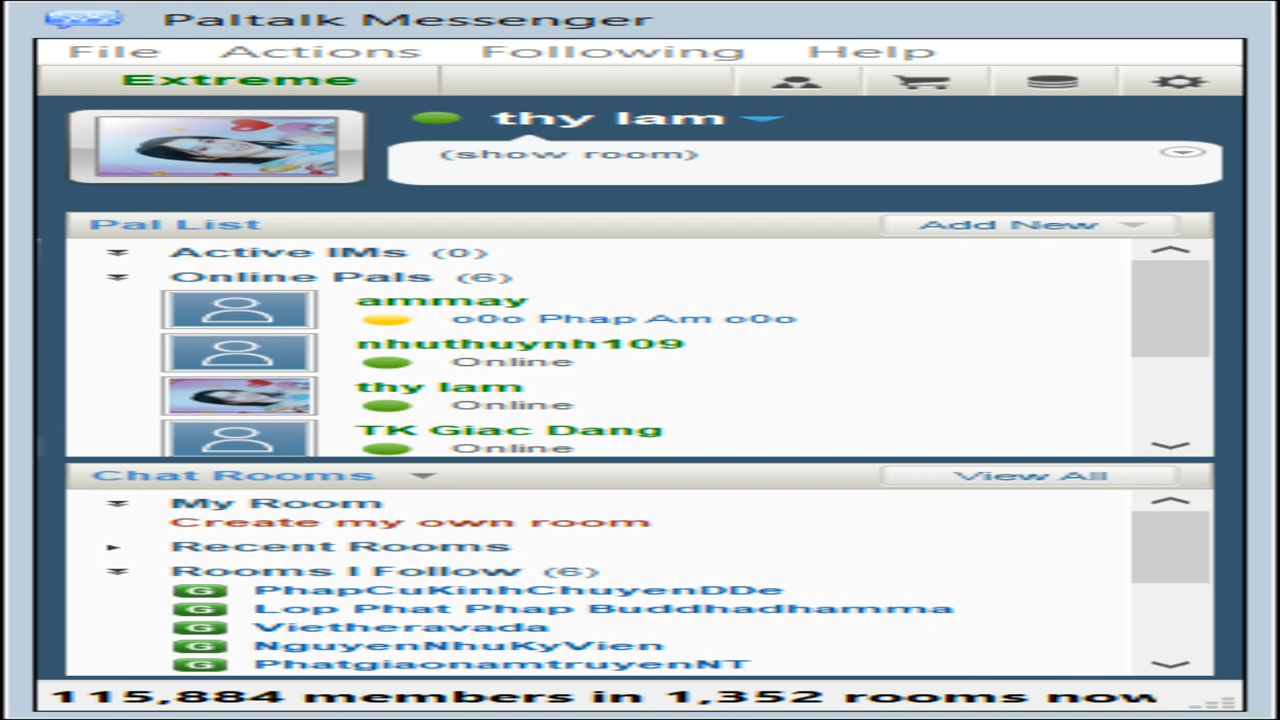 Paltalk Messenger
File Actions Following Help
Extreme
thy lam
(show room)
Pal List Add New
Active IMs (0)
Online Pals (6)
ammay
o0o Phap Am o0o
nhuthuynh109
Online
thy lam
Online
TK Giac Dang
Online
Chat Rooms View All
My Room
Create my own room
Recent Rooms
Rooms I Follow (6)
G PhapCuKinhChuyenDDe
G Lop Phat Phap Buddhadhamma
G Vietheravada
G NguyenNhuKyVien
G PhatgiaonamtruyenNT
115,884 members in 1,352 rooms now